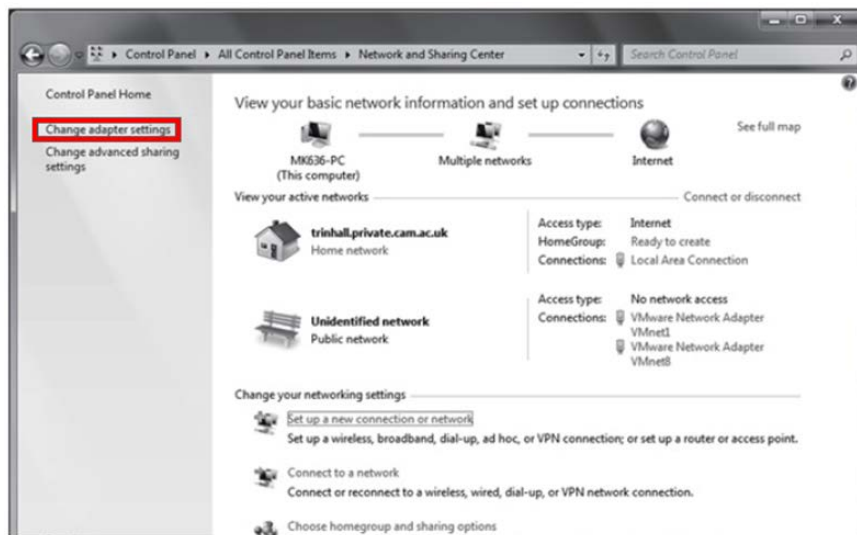 Control Panel ▸ All Control Panel Items ▸ Network and Sharing Center
Search Control Panel
Control Panel Home
Change adapter settings
Change advanced sharing
settings
View your basic network information and set up connections
See full map
MK636-PC
(This computer)
Multiple networks
Internet
View your active networks
Connect or disconnect
trinhall.private.cam.ac.uk
Home network
Access type: Internet
HomeGroup: Ready to create
Connections: Local Area Connection
Unidentified network
Public network
Access type: No network access
Connections: VMware Network Adapter
VMnet1
VMware Network Adapter
VMnet8
Change your networking settings
Set up a new connection or network
Set up a wireless, broadband, dial-up, ad hoc, or VPN connection; or set up a router or access point.
Connect to a network
Connect or reconnect to a wireless, wired, dial-up, or VPN network connection.
Choose homegroup and sharing options